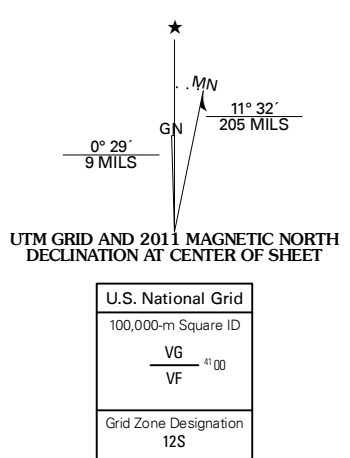 ★
MN
11° 32´
205 MILS
GN
0° 29´
9 MILS
UTM GRID AND 2011 MAGNETIC NORTH
DECLINATION AT CENTER OF SHEET
U.S. National Grid
100,000-m Square ID
VG
4100
VF
Grid Zone Designation
12S